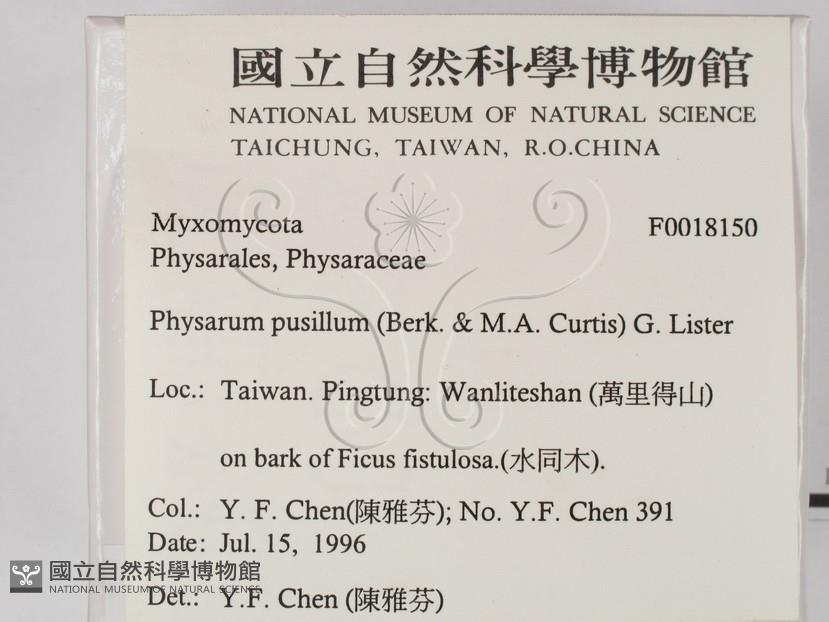 國立自然科學博物館
NATIONAL MUSEUM OF NATURAL SCIENCE
TAICHUNG, TAIWAN, R.O.CHINA
Myxomycota F0018150
Physarales, Physaraceae
Physarum pusillum (Berk. & M.A. Curtis) G. Lister
Loc.: Taiwan. Pingtung: Wanliteshan (萬里得山)
on bark of Ficus fistulosa.(水同木).
Col.: Y. F. Chen(陳雅芬); No. Y.F. Chen 391
Date: Jul. 15, 1996
Det.: Y.F. Chen (陳雅芬)
國立自然科學博物館
NATIONAL MUSEUM OF NATURAL SCIENCE